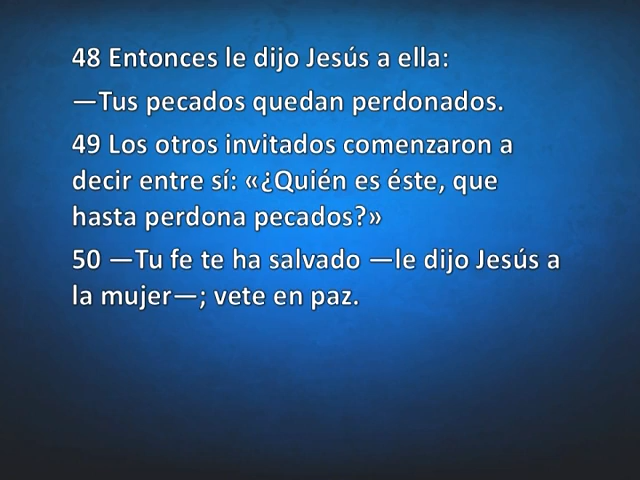 48 Entonces le dijo Jesús a ella:
—Tus pecados quedan perdonados.
49 Los otros invitados comenzaron a
decir entre sí: «¿Quién es éste, que
hasta perdona pecados?»
50 —Tu fe te ha salvado —le dijo Jesús a
la mujer—; vete en paz.